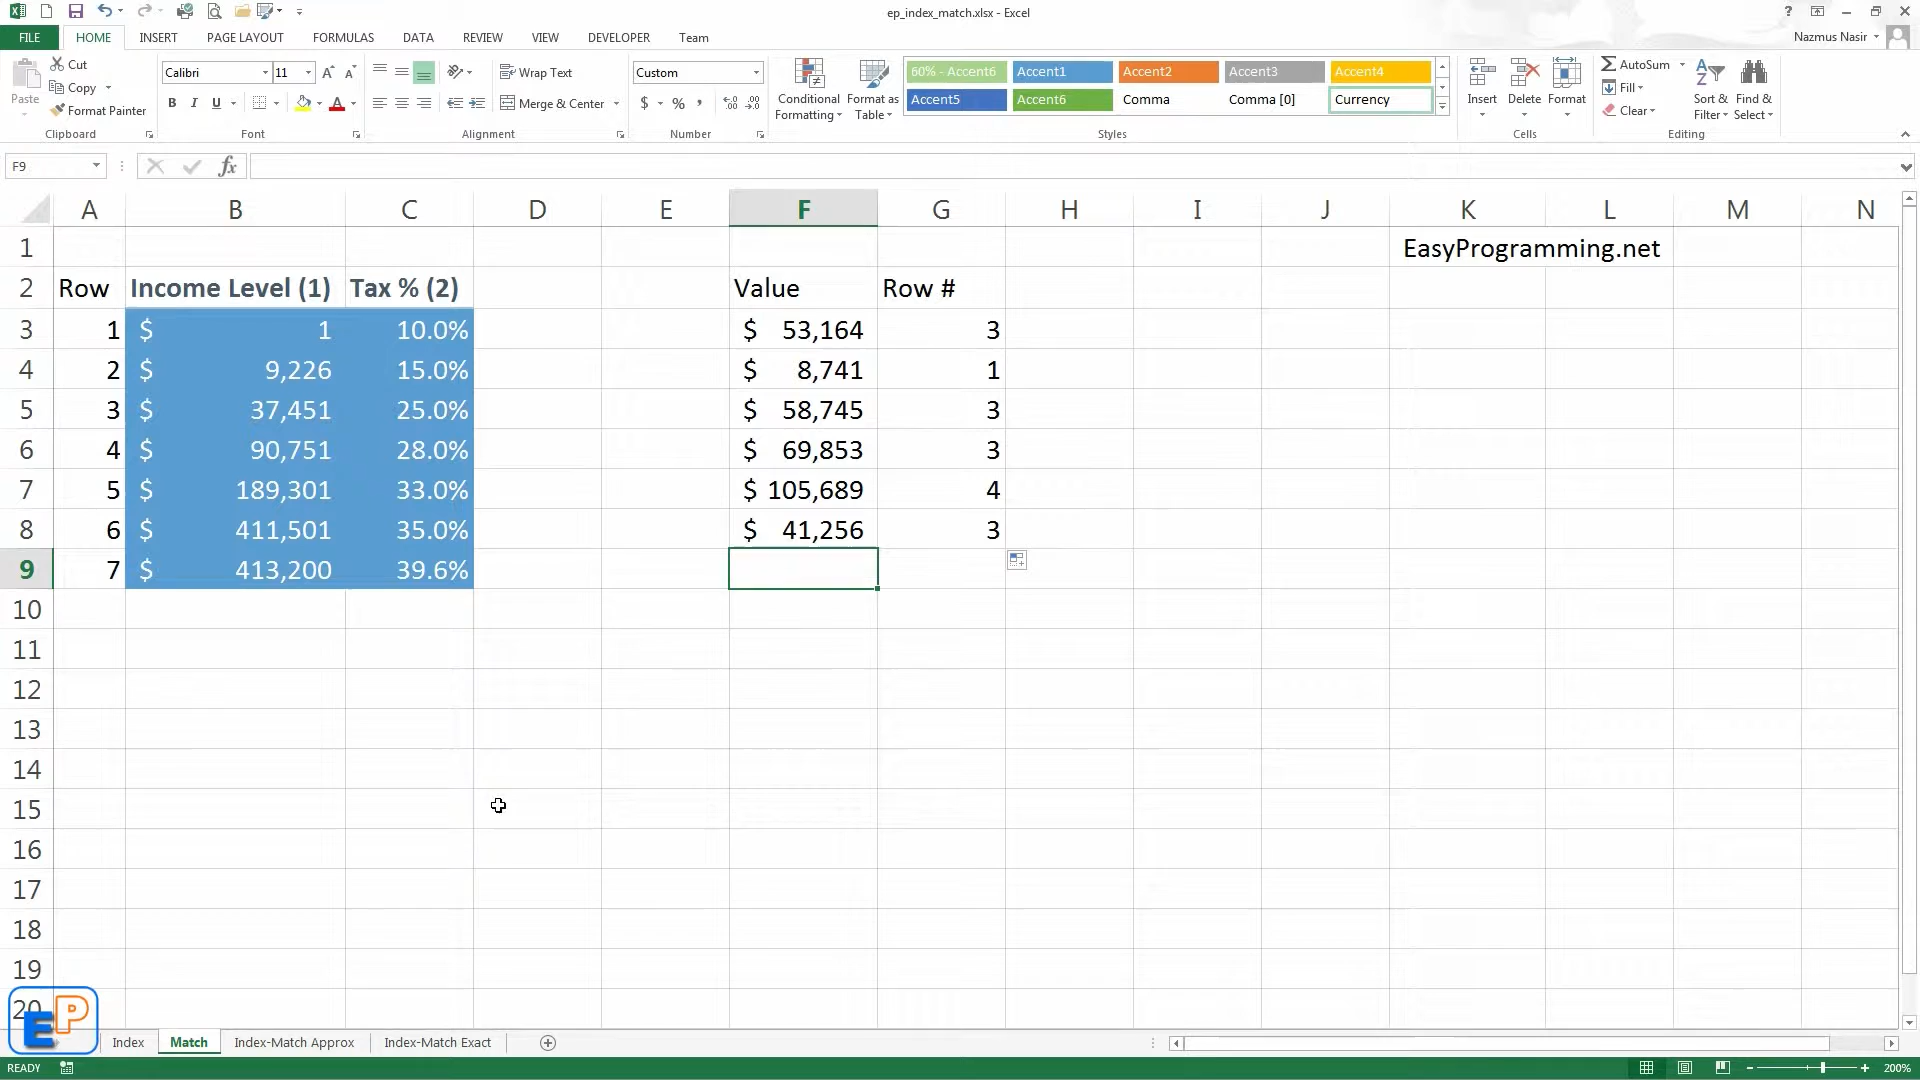 ep_index_match.xlsx - Excel
FILE HOME INSERT PAGE LAYOUT FORMULAS DATA REVIEW VIEW DEVELOPER Team Nazmus Nasir
Paste
Cut
Copy
Format Painter
Clipboard
Calibri 11
B I U
Font
Wrap Text
Merge & Center
Alignment
Custom
$ % ,
Number
Conditional Formatting
Format as Table
60% - Accent6 Accent1 Accent2 Accent3 Accent4
Accent5 Accent6 Comma Comma [0] Currency
Styles
Insert Delete Format
Cells
AutoSum
Fill
Clear
Sort & Filter
Find & Select
Editing
F9 fx
A B C D E F G H I J K L M N
1 EasyProgramming.net
2 Row Income Level (1) Tax % (2) Value Row #
3 1 $ 1 10.0% $ 53,164 3
4 2 $ 9,226 15.0% $ 8,741 1
5 3 $ 37,451 25.0% $ 58,745 3
6 4 $ 90,751 28.0% $ 69,853 3
7 5 $ 189,301 33.0% $ 105,689 4
8 6 $ 411,501 35.0% $ 41,256 3
9 7 $ 413,200 39.6%
10
11
12
13
14
15
16
17
18
19
20
EP
Index Match Index-Match Approx Index-Match Exact
READY 200%